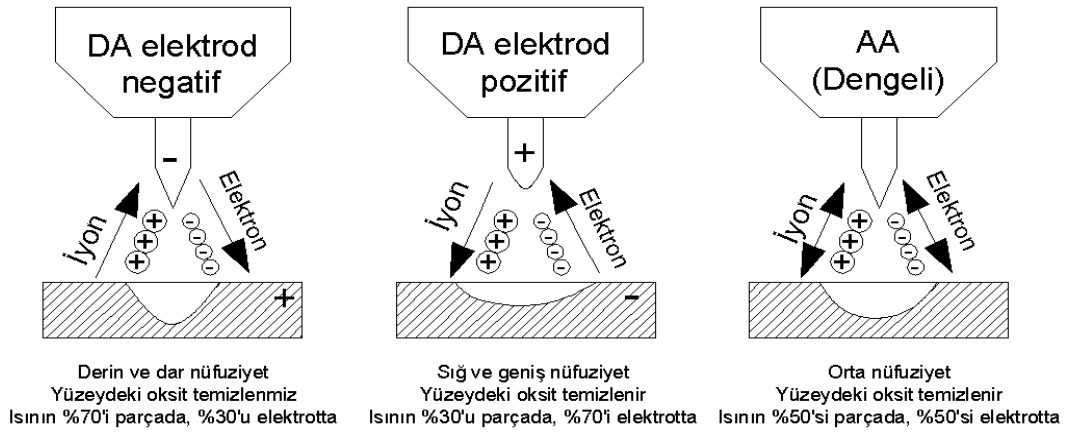 DA elektrod
negatif
-
İyon
Elektron
+
Derin ve dar nüfuziyet
Yüzeydeki oksit temizlenmiz
Isının %70'i parçada, %30'u elektrotta
DA elektrod
pozitif
+
İyon
Elektron
-
Sığ ve geniş nüfuziyet
Yüzeydeki oksit temizlenir
Isının %30'u parçada, %70'i elektrotta
AA
(Dengeli)
İyon
Elektron
Orta nüfuziyet
Yüzeydeki oksit temizlenir
Isının %50'si parçada, %50'si elektrotta